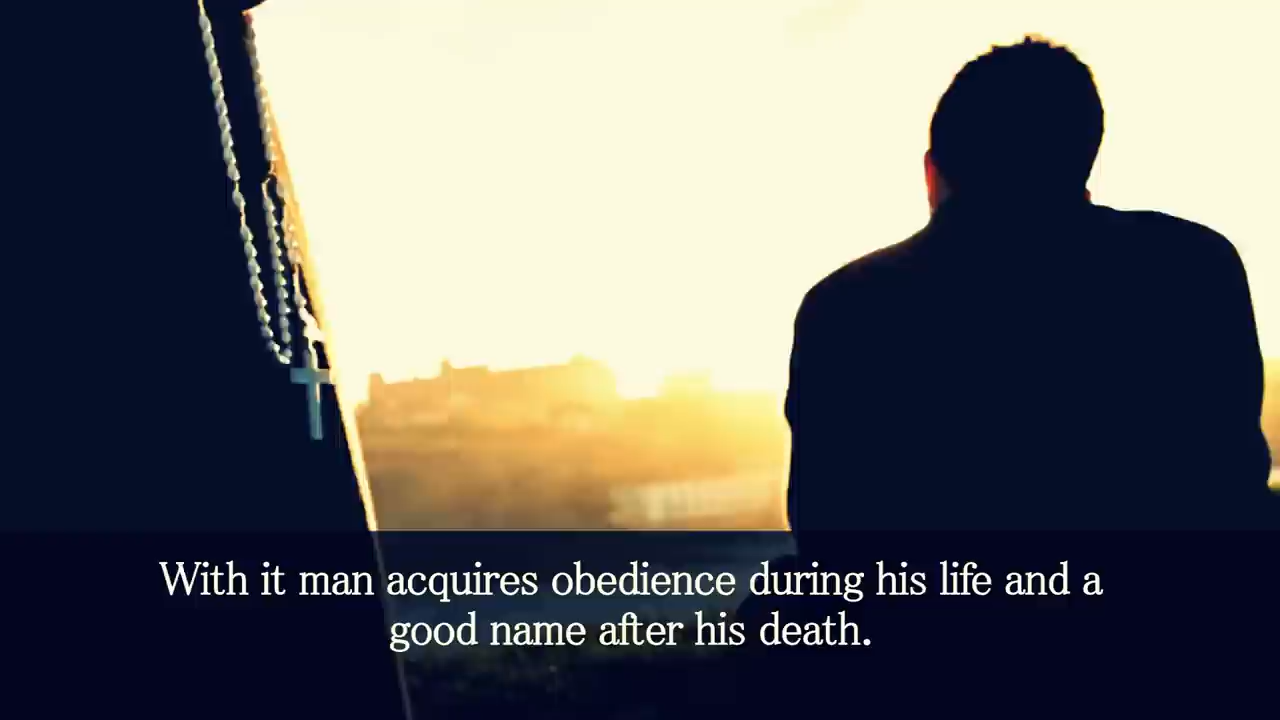 With it man acquires obedience during his life and a
good name after his death.